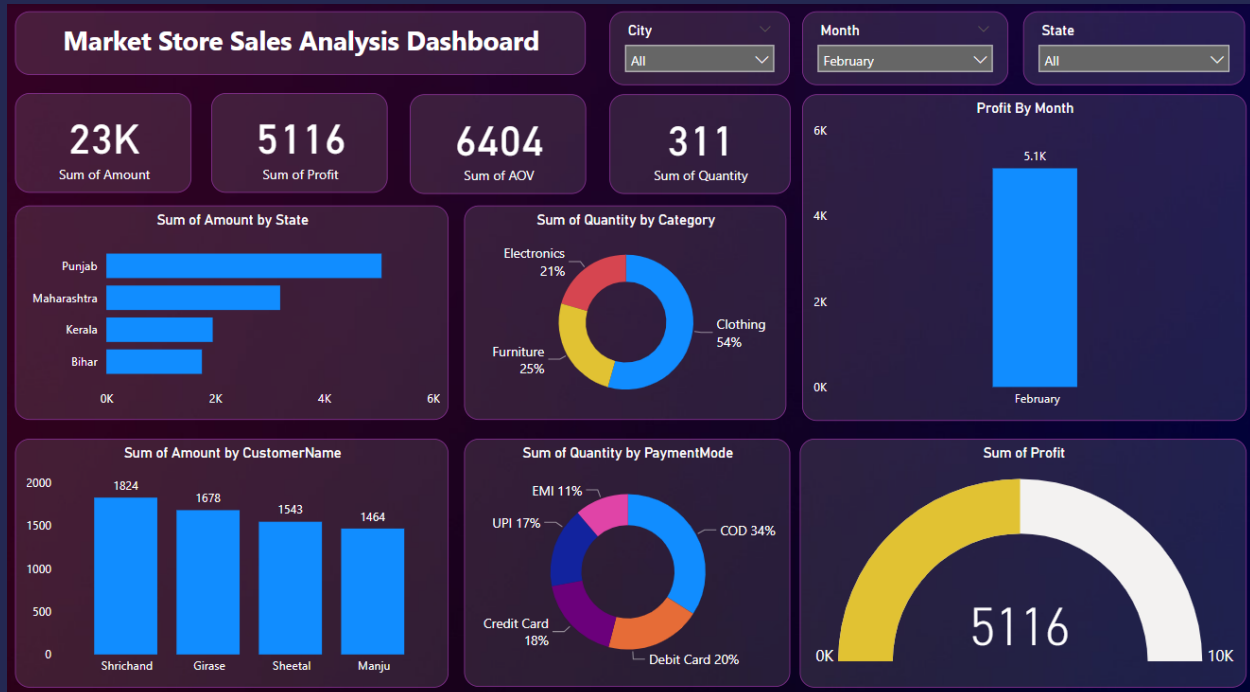 Market Store Sales Analysis Dashboard
City
All
Month
February
State
All
23K
Sum of Amount
5116
Sum of Profit
6404
Sum of AOV
311
Sum of Quantity
Profit By Month
6K
5.1K
4K
2K
0K
February
Sum of Amount by State
Punjab
Maharashtra
Kerala
Bihar
0K 2K 4K 6K
Sum of Quantity by Category
Electronics
21%
Clothing
54%
Furniture
25%
Sum of Amount by CustomerName
2000
1500
1000
500
0
1824
1678
1543
1464
Shrichand Girase Sheetal Manju
Sum of Quantity by PaymentMode
EMI 11%
UPI 17%
COD 34%
Credit Card
18%
Debit Card 20%
Sum of Profit
5116
0K 10K